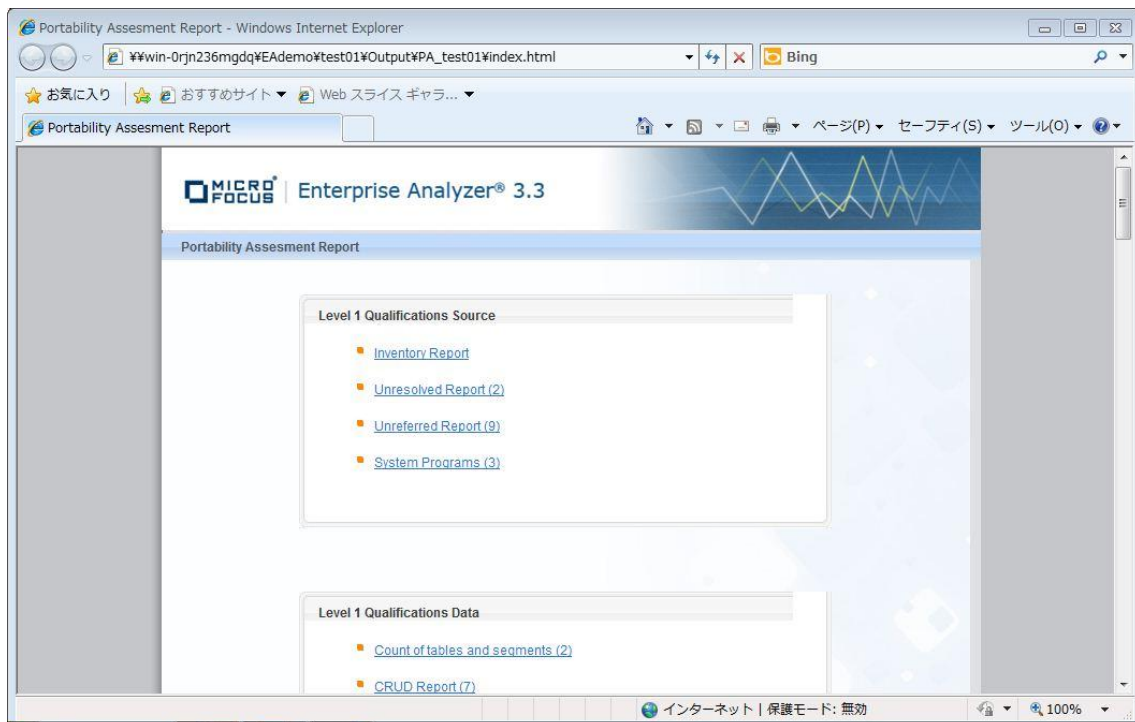 Portability Assesment Report - Windows Internet Explorer
¥¥win-0rjn236mgdq¥EAdemo¥test01¥Output¥PA_test01¥index.html
Bing
お気に入り
おすすめサイト
Web スライス ギャラ...
Portability Assesment Report
ページ(P)
セーフティ(S)
ツール(O)
MICRO FOCUS
Enterprise Analyzer® 3.3
Portability Assesment Report
Level 1 Qualifications Source
Inventory Report
Unresolved Report (2)
Unreferred Report (9)
System Programs (3)
Level 1 Qualifications Data
Count of tables and segments (2)
CRUD Report (7)
インターネット | 保護モード: 無効
100%